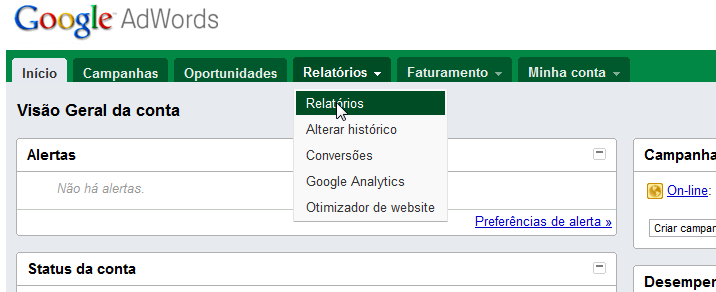 Google AdWords
Início
Campanhas
Oportunidades
Relatórios
Faturamento
Minha conta
Visão Geral da conta
Relatórios
Alterar histórico
Conversões
Google Analytics
Otimizador de website
Alertas
Não há alertas.
Preferências de alerta »
Status da conta
Campanha
On-line:
Criar campan
Desemper